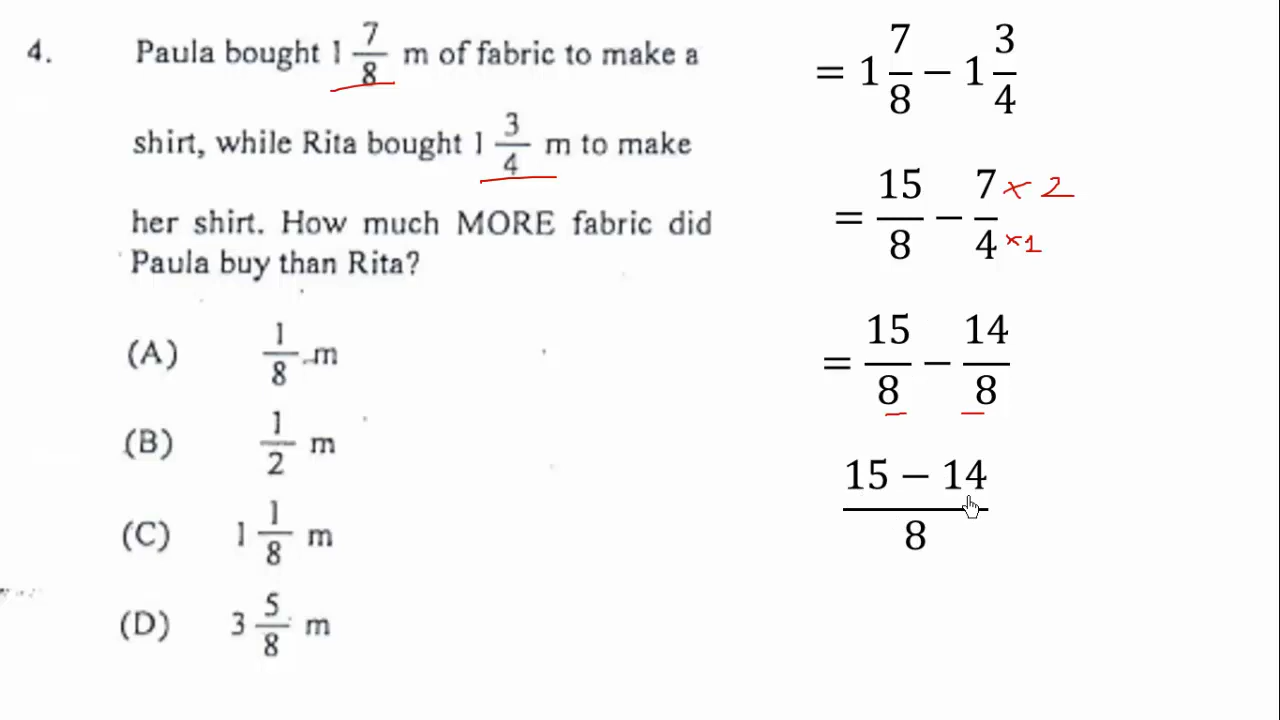 4. Paula bought 1 7/8 m of fabric to make a
shirt, while Rita bought 1 3/4 m to make
her shirt. How much MORE fabric did
Paula buy than Rita?
(A) 1/8 m
(B) 1/2 m
(C) 1 1/8 m
(D) 3 5/8 m
= 1 7/8 − 1 3/4
= 15/8 − 7/4 ×2 ×1
= 15/8 − 14/8
15 − 14
8